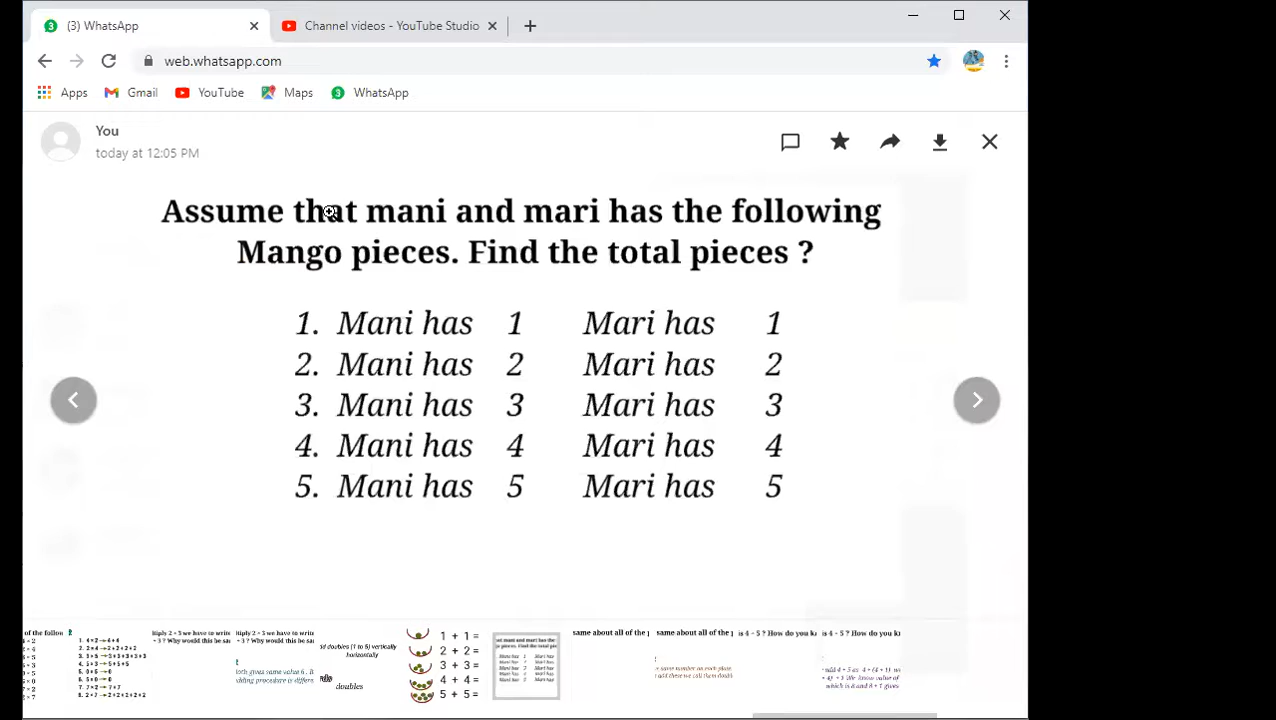 (3) WhatsApp
Channel videos - YouTube Studio
web.whatsapp.com
Apps Gmail YouTube Maps WhatsApp
You
today at 12:05 PM
Assume that mani and mari has the following
Mango pieces. Find the total pieces ?
1. Mani has 1 Mari has 1
2. Mani has 2 Mari has 2
3. Mani has 3 Mari has 3
4. Mani has 4 Mari has 4
5. Mani has 5 Mari has 5
1 + 1 =
2 + 2 =
3 + 3 =
4 + 4 =
5 + 5 =
doubles